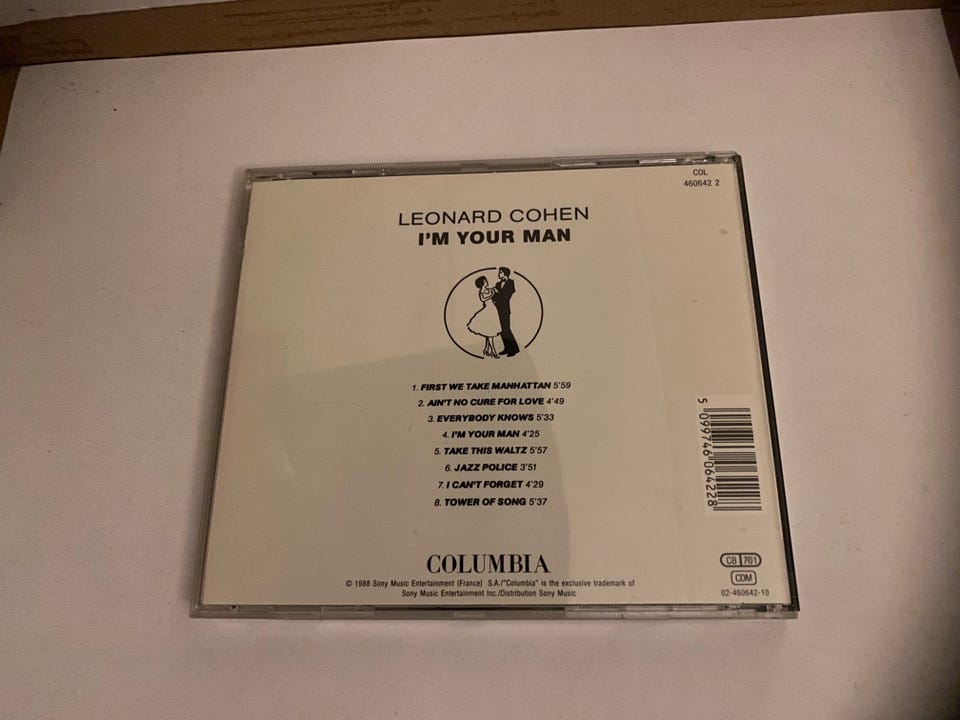 COL
460642 2
LEONARD COHEN
I'M YOUR MAN
1. FIRST WE TAKE MANHATTAN 5'59
2. AIN'T NO CURE FOR LOVE 4'49
3. EVERYBODY KNOWS 5'33
4. I'M YOUR MAN 4'25
5. TAKE THIS WALTZ 5'57
6. JAZZ POLICE 3'51
7. I CAN'T FORGET 4'29
8. TOWER OF SONG 5'37
5 099746 064228
COLUMBIA
© 1988 Sony Music Entertainment (France) S.A./"Columbia" is the exclusive trademark of
Sony Music Entertainment Inc./Distribution Sony Music
CB 701
CDM
02-460642-10